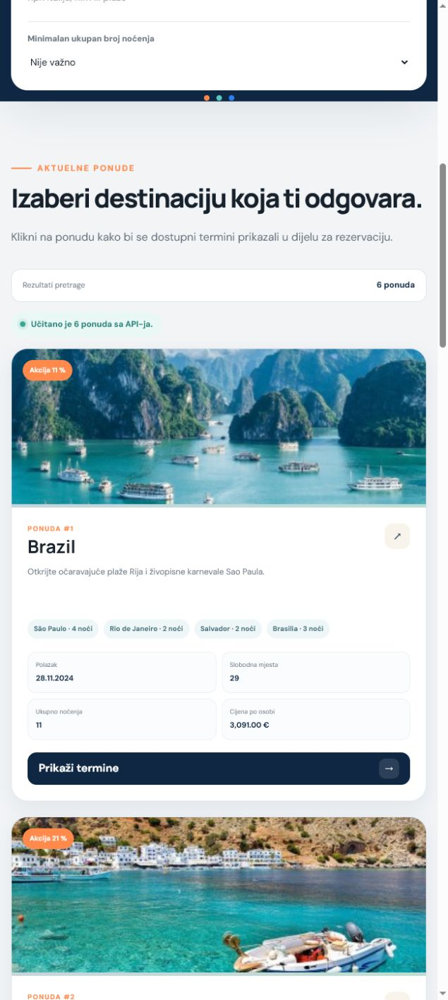 Minimalan ukupan broj noćenja
Nije važno
AKTUELNE PONUDE
Izaberi destinaciju koja ti odgovara.
Klikni na ponudu kako bi se dostupni termini prikazali u dijelu za rezervaciju.
Rezultati pretrage
6 ponuda
Učitano je 6 ponuda sa API-ja.
Akcija 11 %
PONUDA #1
Brazil
↗
Otkrijte očaravajuće plaže Rija i živopisne karnevale Sao Paula.
São Paulo · 4 noći
Rio de Janeiro · 2 noći
Salvador · 2 noći
Brasilia · 3 noći
Polazak
28.11.2024
Slobodna mjesta
29
Ukupno noćenja
11
Cijena po osobi
3,091.00 €
Prikaži termine
→
Akcija 21 %
PONUDA #2